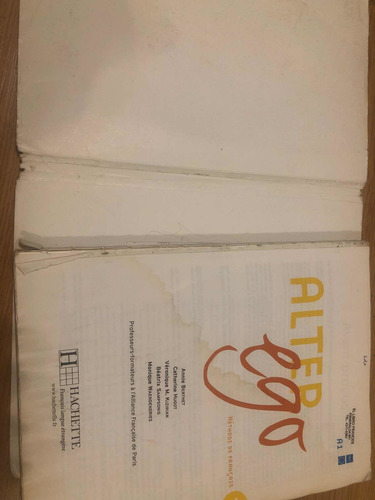 ALTER
ego
MÉTHODE DE FRANÇAIS
A1
Annie BERTHET
Catherine HUGOT
Véronique M. KIZIRIAN
Béatrix SAMPSONIS
Monique WAENDENDRIES
Professeurs-formateurs à l'Alliance Française de Paris
H HACHETTE
Français langue étrangère
www.hachettefle.fr